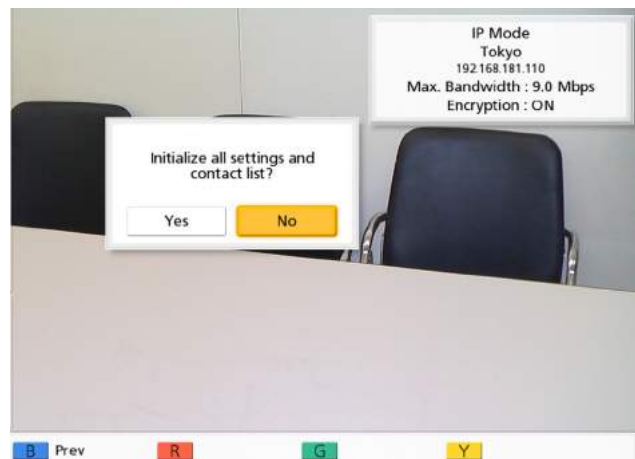 IP Mode
Tokyo
192.168.181.110
Max. Bandwidth : 9.0 Mbps
Encryption : ON
Initialize all settings and
contact list?
Yes No
B Prev R G Y